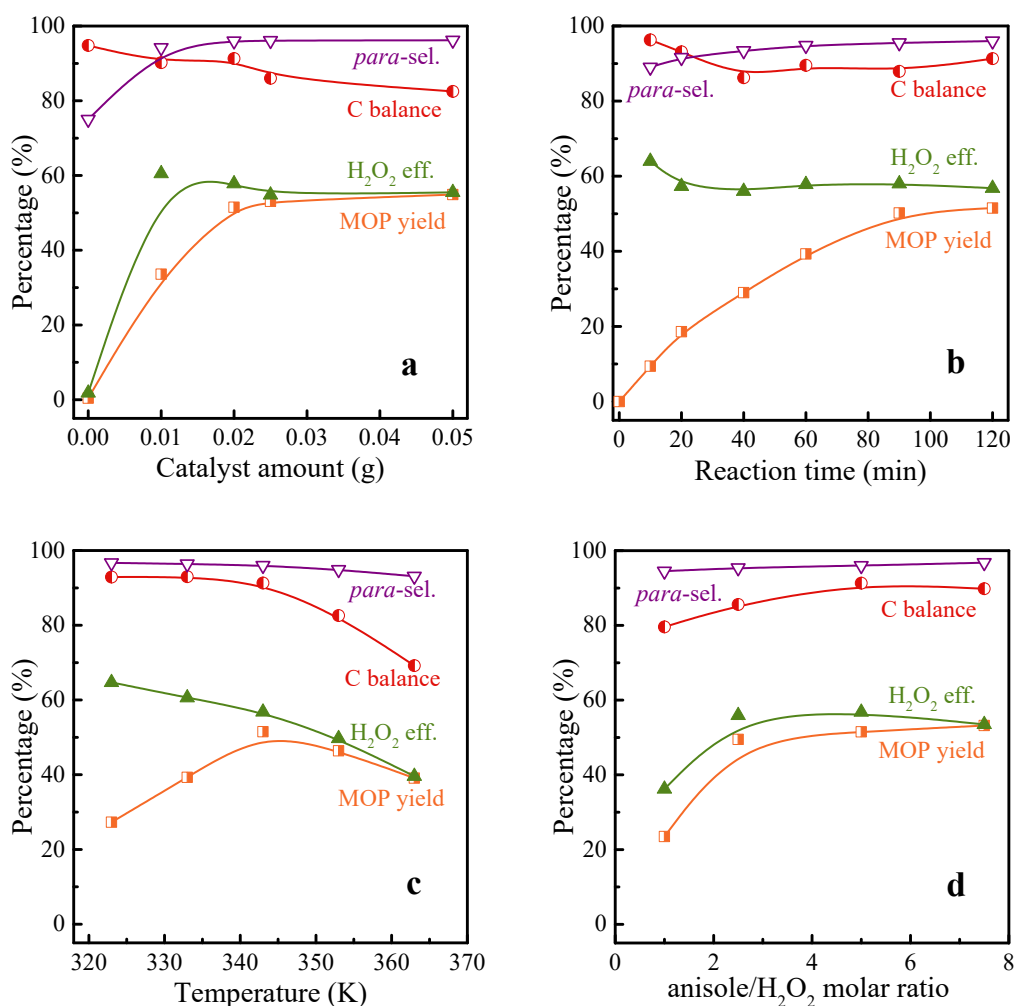 100
80
60
40
20
0
Percentage (%)
para-sel.
C balance
H₂O₂ eff.
MOP yield
a
0.00 0.01 0.02 0.03 0.04 0.05
Catalyst amount (g)
100
80
60
40
20
0
Percentage (%)
para-sel.
C balance
H₂O₂ eff.
MOP yield
b
0 20 40 60 80 100 120
Reaction time (min)
100
80
60
40
20
0
Percentage (%)
para-sel.
C balance
H₂O₂ eff.
MOP yield
c
320 330 340 350 360 370
Temperature (K)
100
80
60
40
20
0
Percentage (%)
para-sel.
C balance
H₂O₂ eff.
MOP yield
d
0 2 4 6 8
anisole/H₂O₂ molar ratio